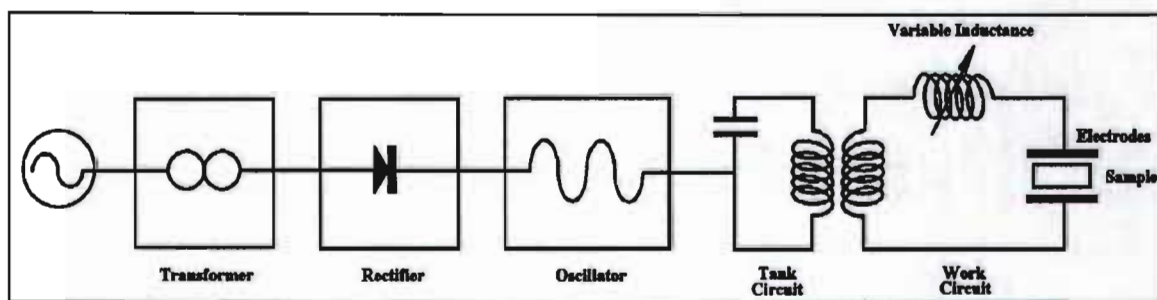 Variable Inductance
Electrodes
Sample
Transformer
Rectifier
Oscillator
Tank
Circuit
Work
Circuit